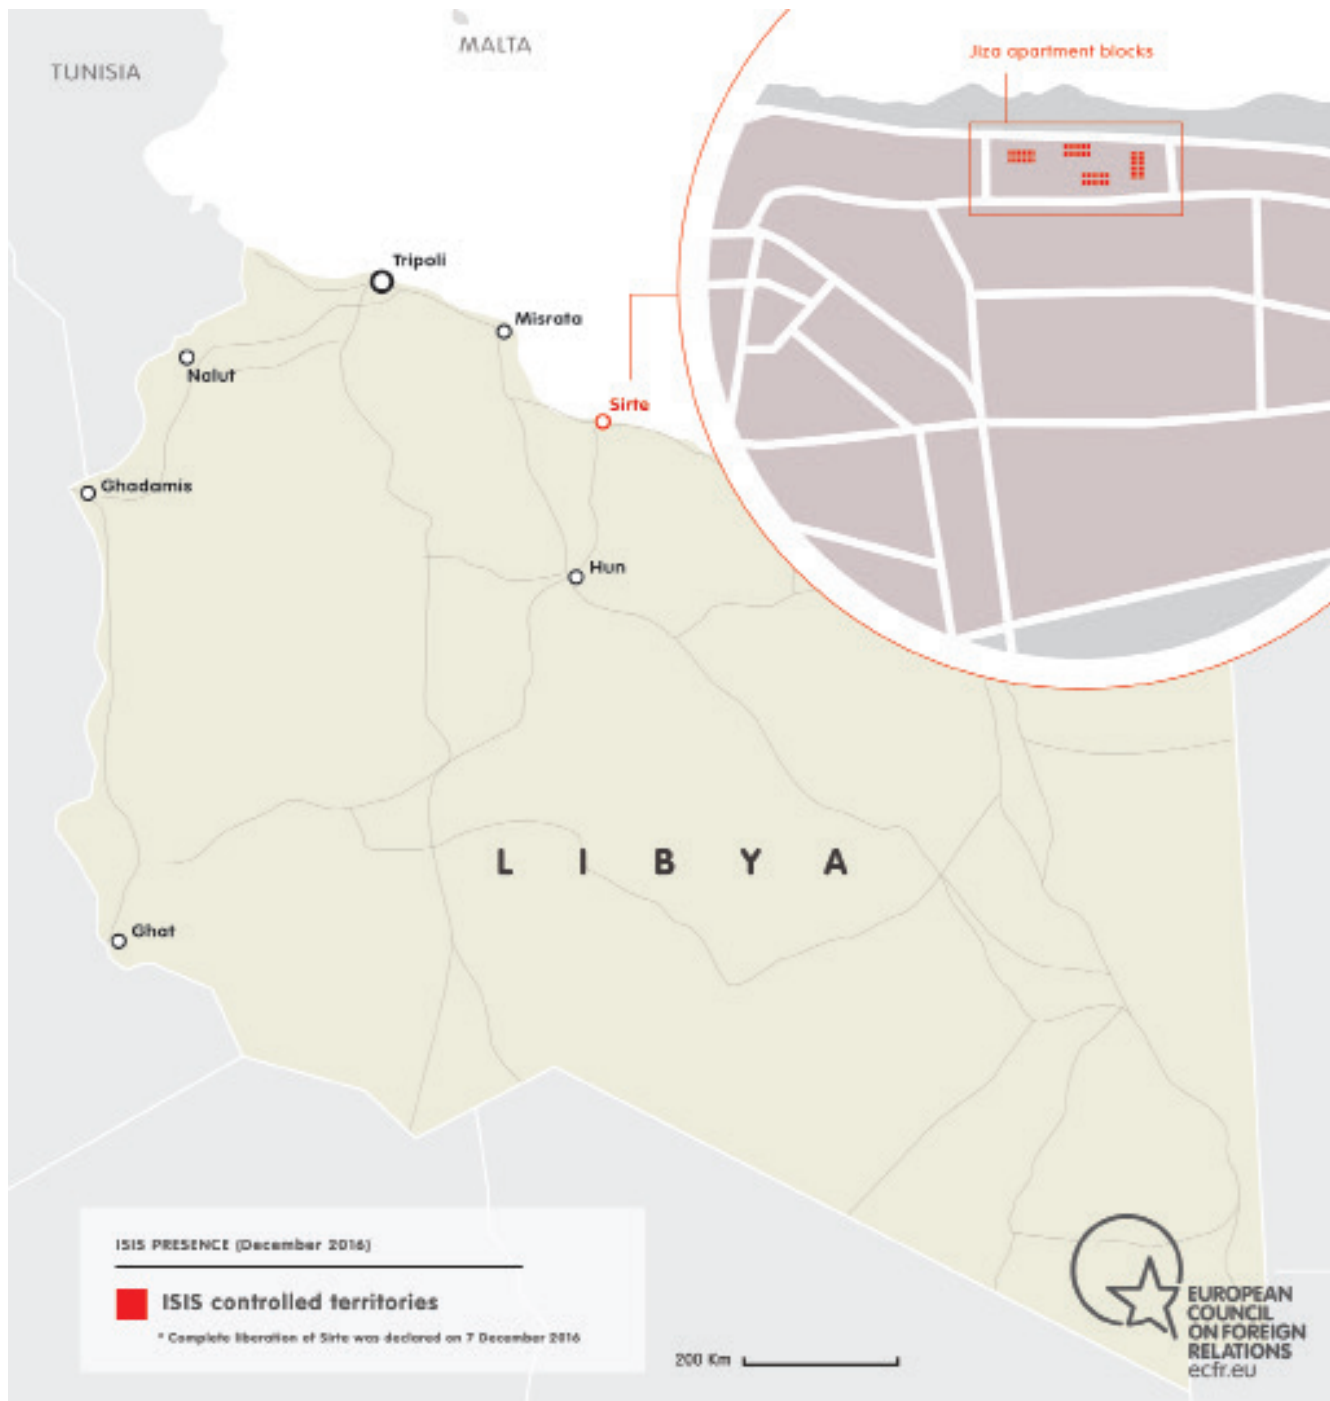 MALTA
TUNISIA
Jiza apartment blocks
Tripoli
Misrata
Nalut
Sirte
Ghadamis
Hun
L I B Y A
Ghat
ISIS PRESENCE (December 2016)
ISIS controlled territories
* Complete liberation of Sirte was declared on 7 December 2016
200 Km
EUROPEAN
COUNCIL
ON FOREIGN
RELATIONS
ecfr.eu